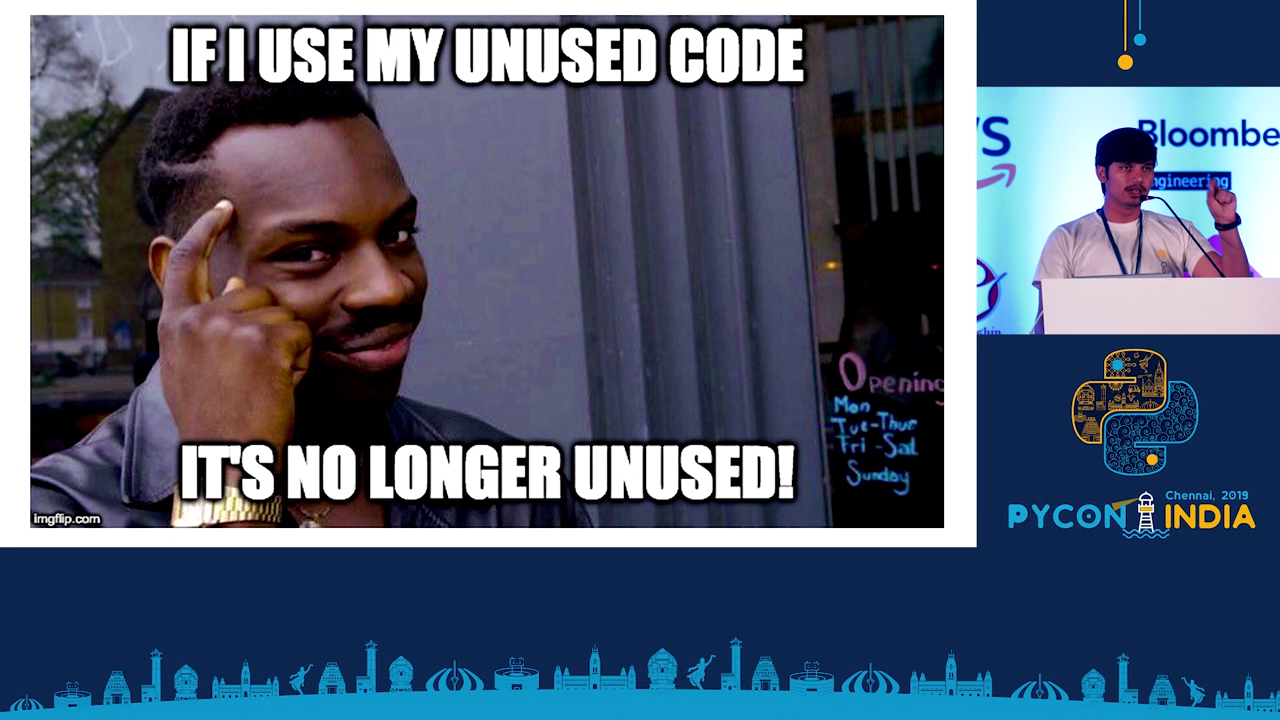 IF I USE MY UNUSED CODE
IT'S NO LONGER UNUSED!
Opening
Mon
Tue-Thur
Fri -Sat
Sunday
imgflip.com
Bloombe
ngineering
Chennai, 2019
PYCON INDIA